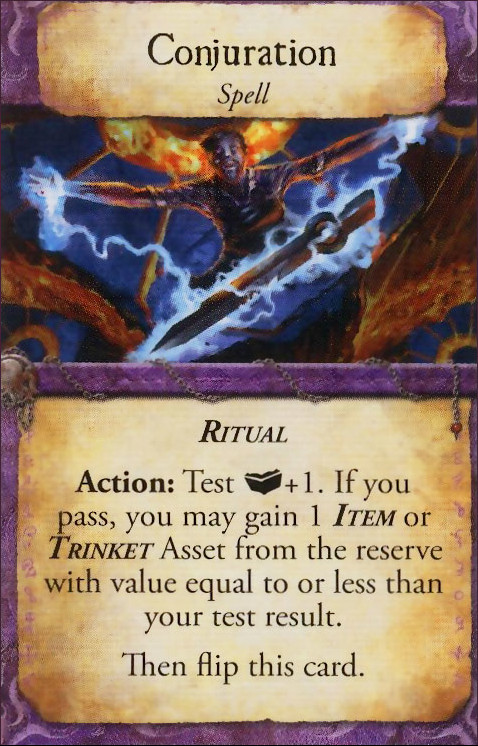 Conjuration
Spell
RITUAL
Action: Test +1. If you
pass, you may gain 1 ITEM or
TRINKET Asset from the reserve
with value equal to or less than
your test result.
Then flip this card.